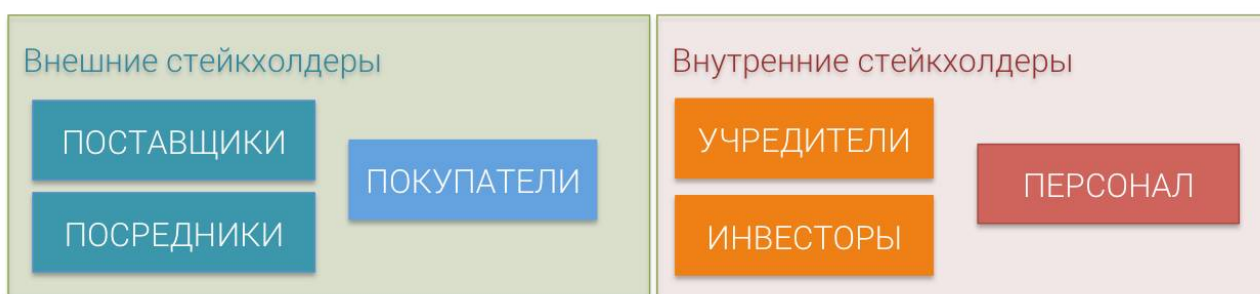 Внешние стейкхолдеры
ПОСТАВЩИКИ
ПОСРЕДНИКИ
ПОКУПАТЕЛИ
Внутренние стейкхолдеры
УЧРЕДИТЕЛИ
ИНВЕСТОРЫ
ПЕРСОНАЛ